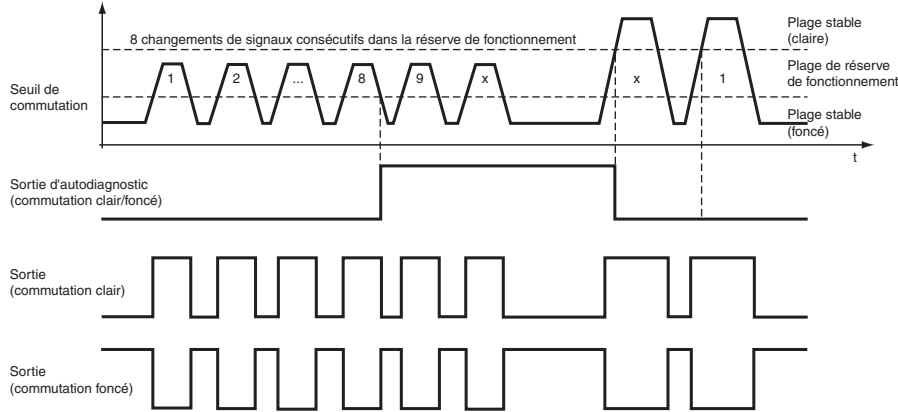 Plage stable
(claire)
8 changements de signaux consécutifs dans la réserve de fonctionnement
Plage de réserve
de fonctionnement
1 2 ... 8 9 x x 1
Seuil de
commutation
Plage stable
(foncé)
t
Sortie d'autodiagnostic
(commutation clair/foncé)
Sortie
(commutation clair)
Sortie
(commutation foncé)